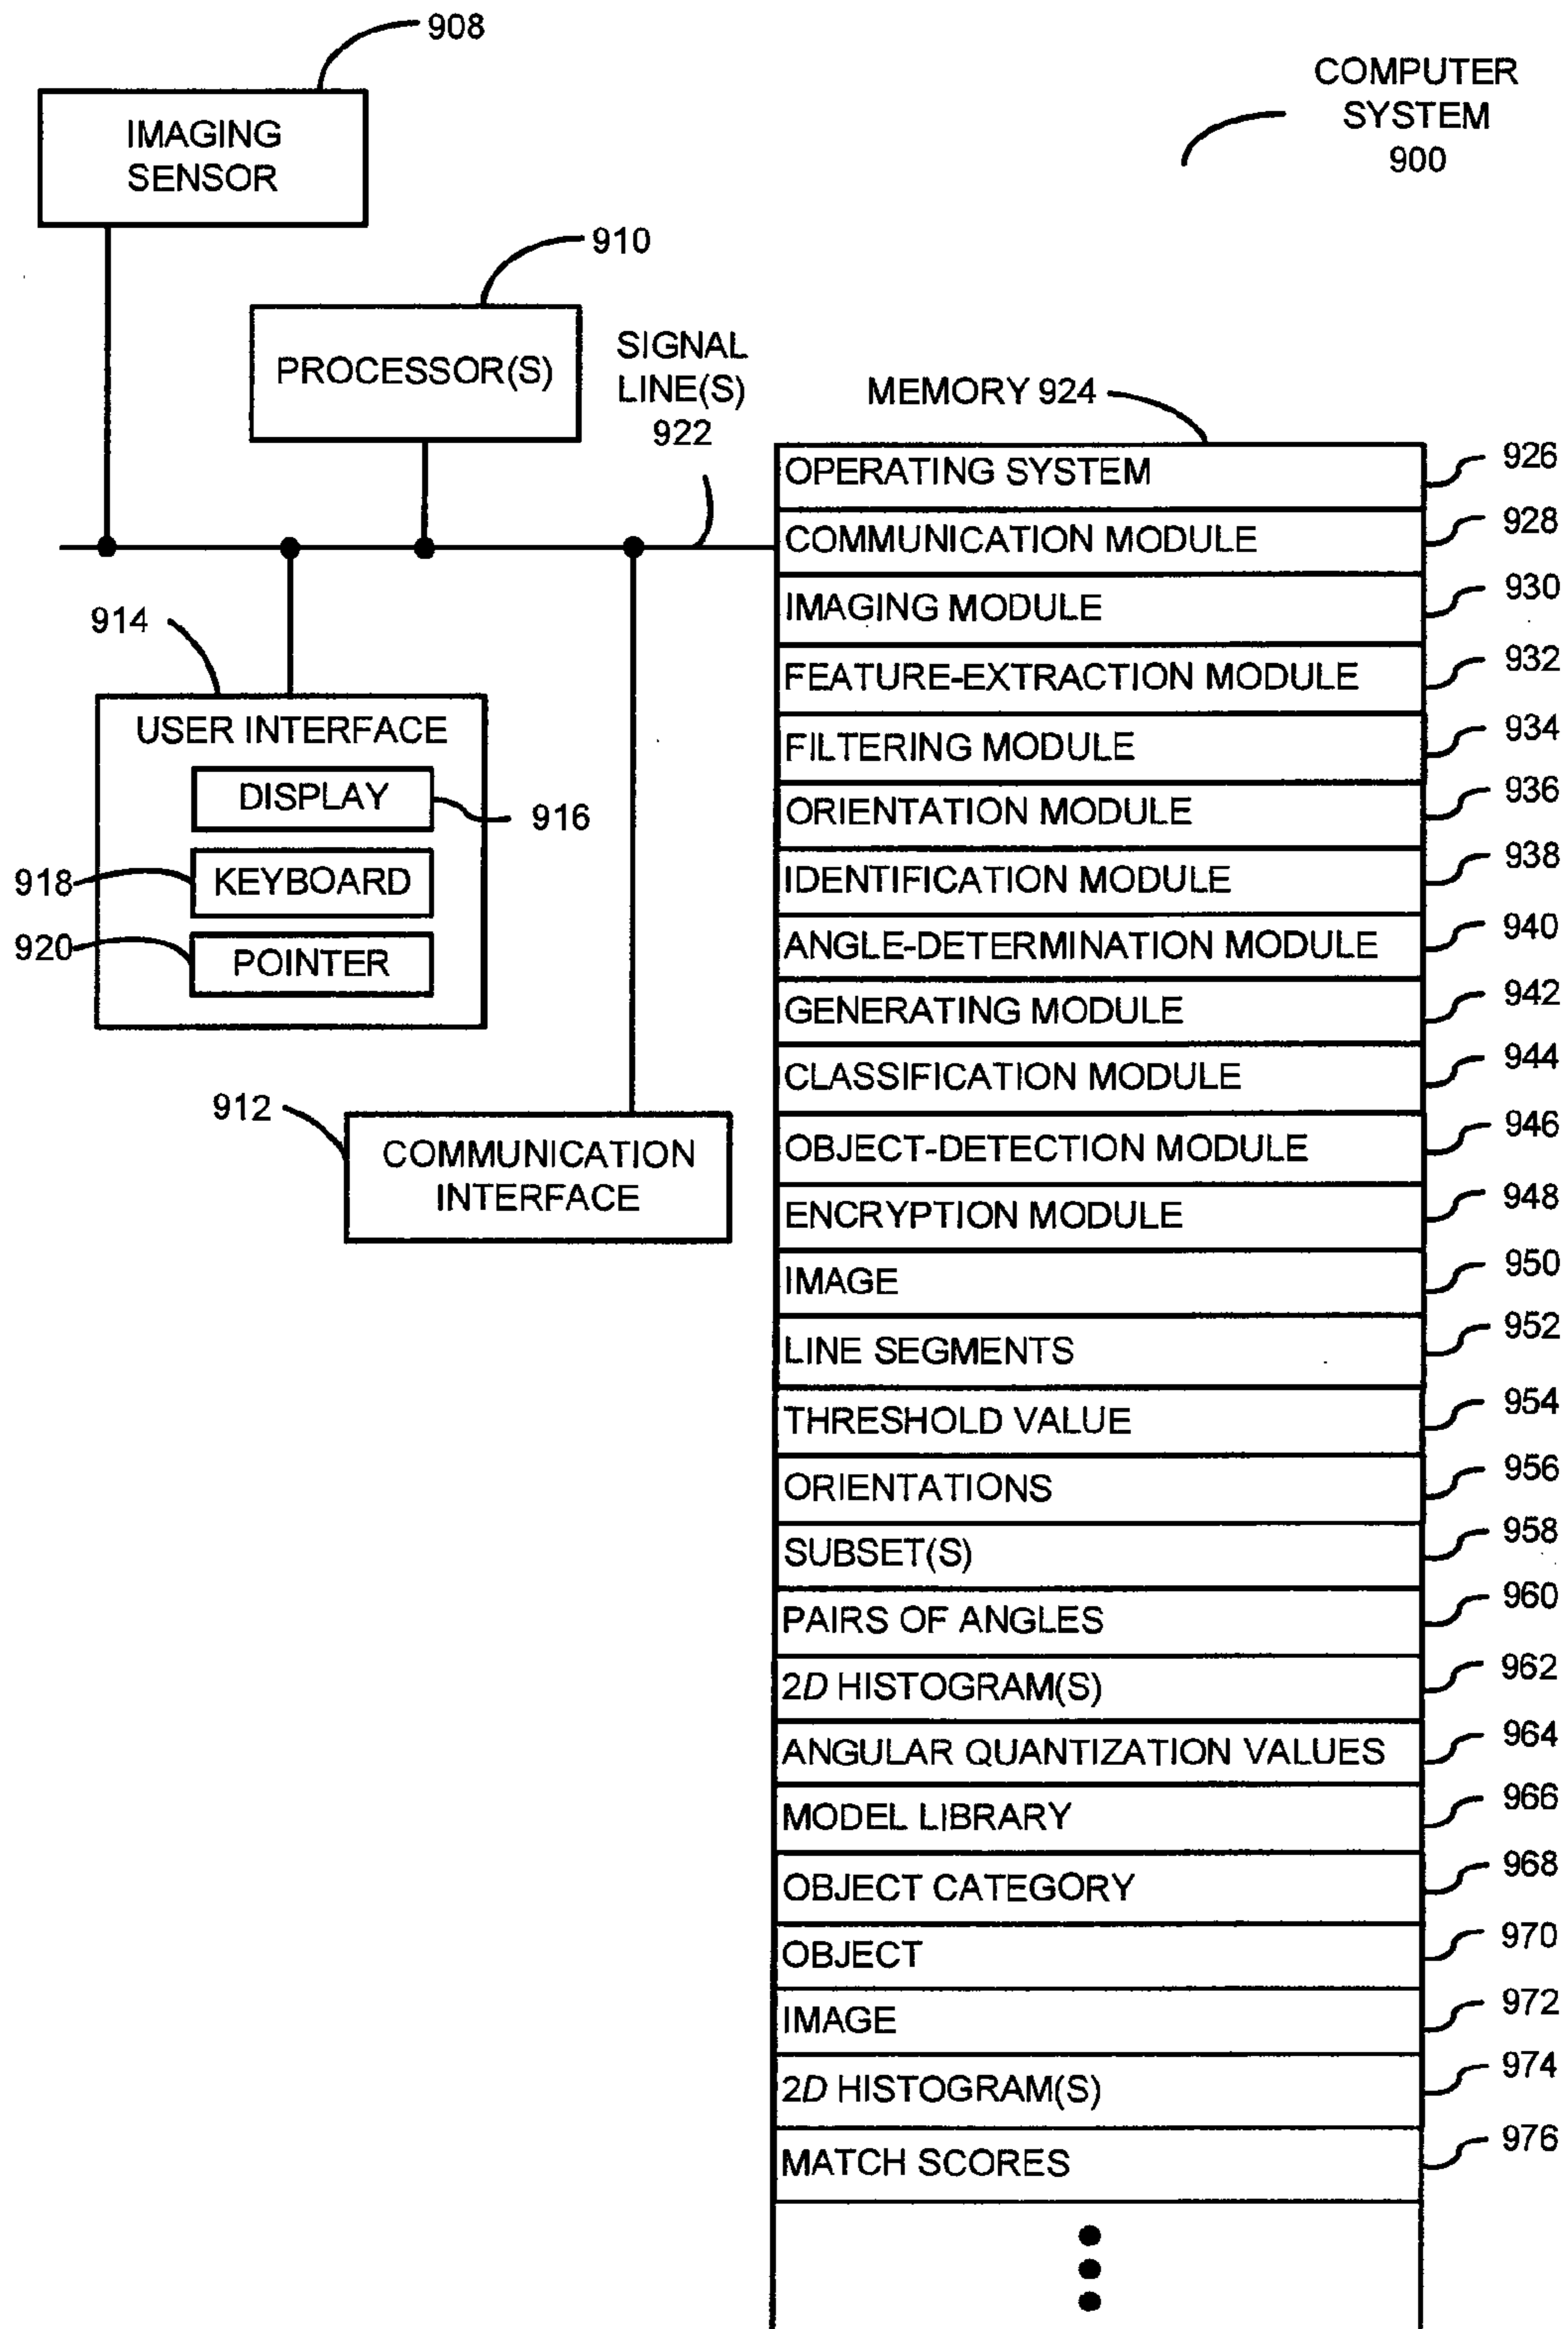 908
COMPUTER
SYSTEM
900
IMAGING
SENSOR
910
PROCESSOR(S)
SIGNAL
LINE(S)
922
MEMORY 924
OPERATING SYSTEM
926
COMMUNICATION MODULE
928
IMAGING MODULE
930
FEATURE-EXTRACTION MODULE
932
FILTERING MODULE
934
ORIENTATION MODULE
936
IDENTIFICATION MODULE
938
ANGLE-DETERMINATION MODULE
940
GENERATING MODULE
942
CLASSIFICATION MODULE
944
OBJECT-DETECTION MODULE
946
ENCRYPTION MODULE
948
IMAGE
950
LINE SEGMENTS
952
THRESHOLD VALUE
954
ORIENTATIONS
956
SUBSET(S)
958
PAIRS OF ANGLES
960
2D HISTOGRAM(S)
962
ANGULAR QUANTIZATION VALUES
964
MODEL LIBRARY
966
OBJECT CATEGORY
968
OBJECT
970
IMAGE
972
2D HISTOGRAM(S)
974
MATCH SCORES
976
914
USER INTERFACE
DISPLAY
916
918
KEYBOARD
920
POINTER
912
COMMUNICATION
INTERFACE